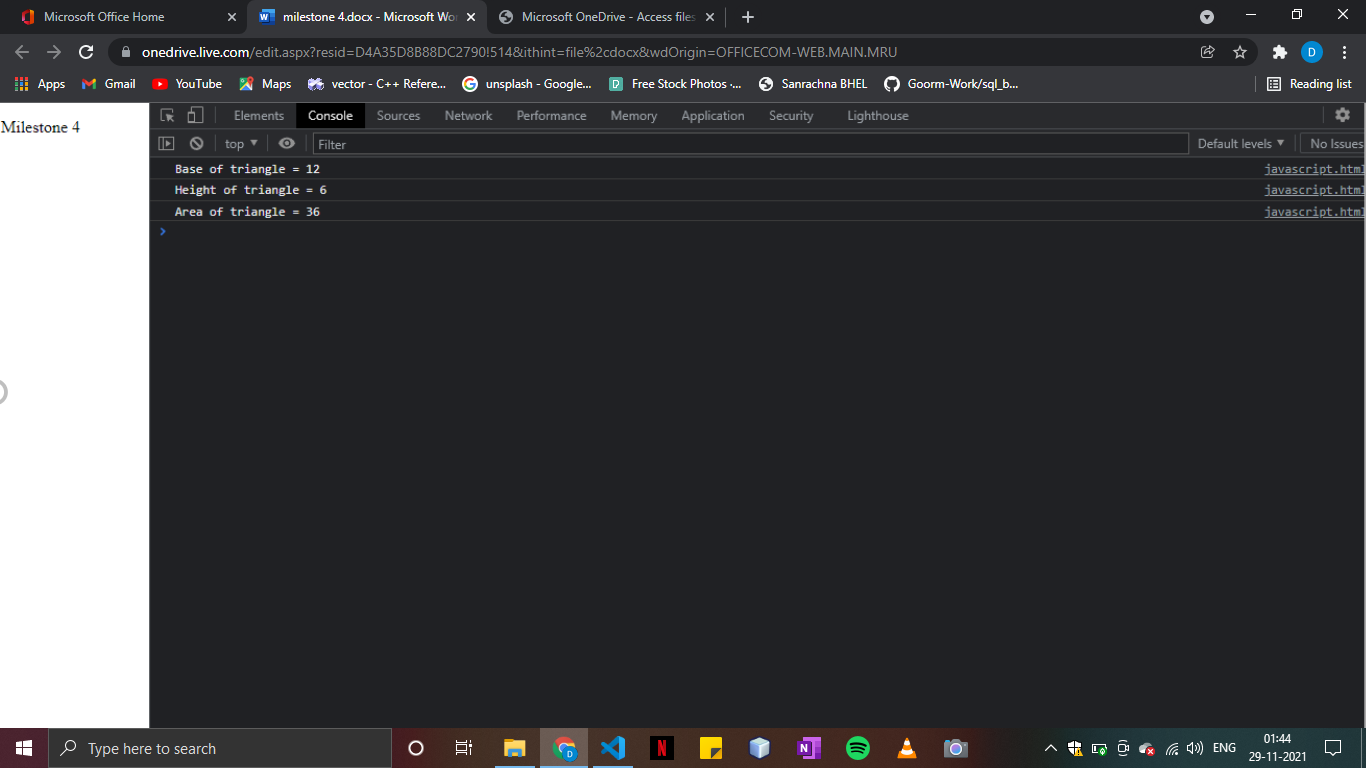 Microsoft Office Home
milestone 4.docx - Microsoft Wo
Microsoft OneDrive - Access files
onedrive.live.com/edit.aspx?resid=D4A35D8B88DC2790!514&ithint=file%2cdocx&wdOrigin=OFFICECOM-WEB.MAIN.MRU
D
Apps Gmail YouTube Maps vector - C++ Refere... unsplash - Google... Free Stock Photos ·... Sanrachna BHEL Goorm-Work/sql_b... Reading list
Milestone 4
Elements Console Sources Network Performance Memory Application Security Lighthouse
top Filter Default levels No Issues
Base of triangle = 12 javascript.html
Height of triangle = 6 javascript.html
Area of triangle = 36 javascript.html
Type here to search
ENG
01:44
29-11-2021